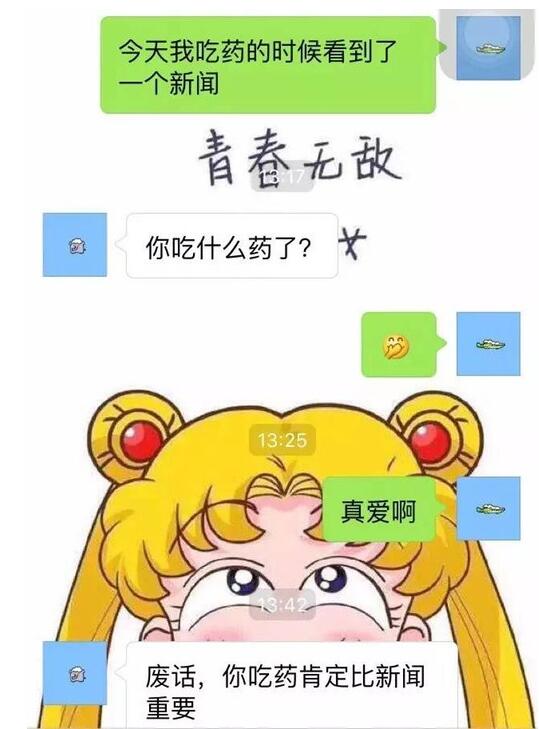 今天我吃药的时候看到了
一个新闻
青春无敌
13:17
你吃什么药了?
13:25
真爱啊
13:42
废话，你吃药肯定比新闻
重要